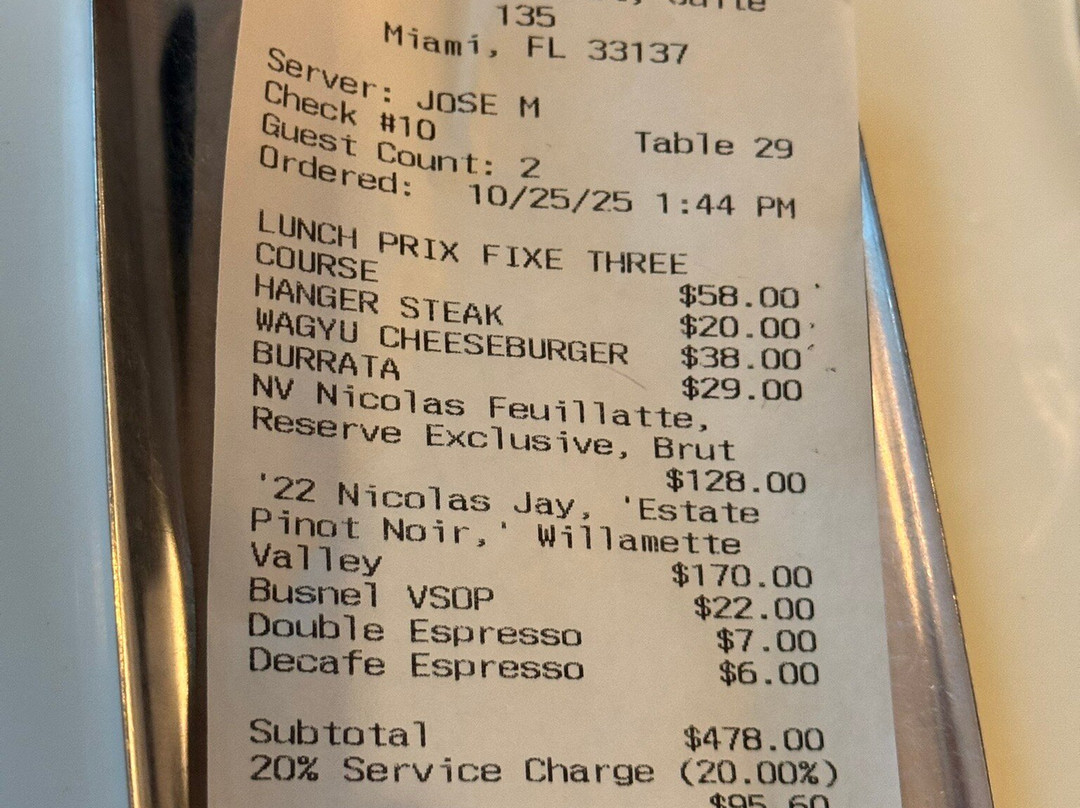 135
Miami, FL 33137
Server: JOSE M
Check #10 Table 29
Guest Count: 2
Ordered: 10/25/25 1:44 PM
LUNCH PRIX FIXE THREE
COURSE $58.00
HANGER STEAK $20.00
WAGYU CHEESEBURGER $38.00
BURRATA $29.00
NV Nicolas Feuillatte,
Reserve Exclusive, Brut
$128.00
'22 Nicolas Jay, 'Estate
Pinot Noir,' Willamette
Valley $170.00
Busnel VSOP $22.00
Double Espresso $7.00
Decafe Espresso $6.00
Subtotal $478.00
20% Service Charge (20.00%)
$95.60